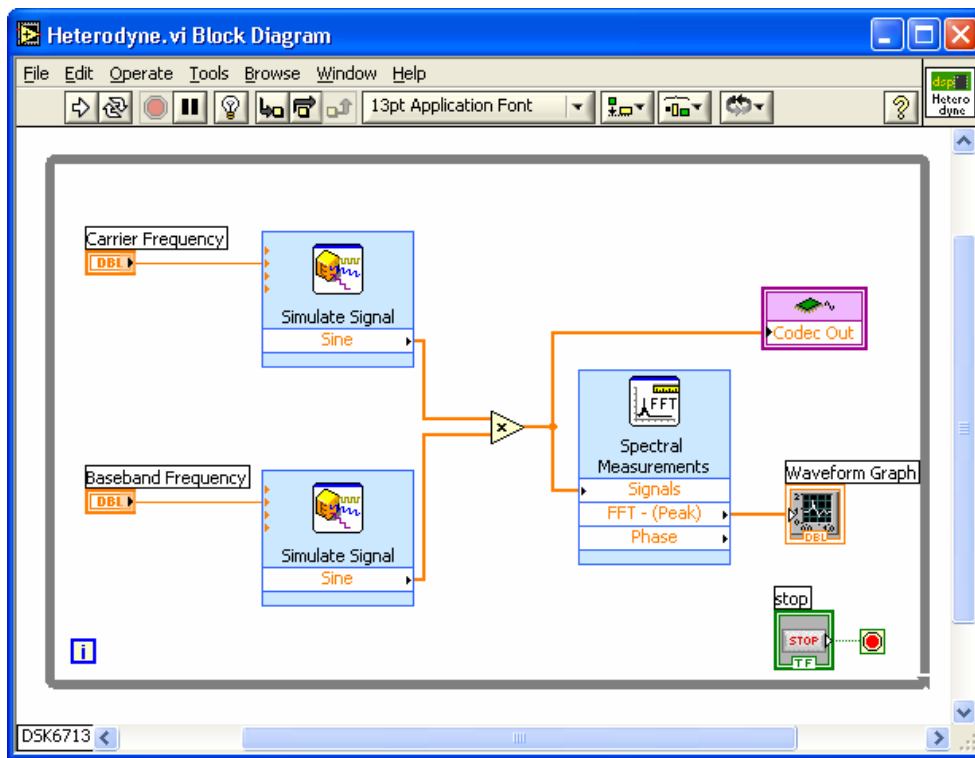 Heterodyne.vi Block Diagram
File Edit Operate Tools Browse Window Help
13pt Application Font
dsp
Hetero
dyne
Carrier Frequency
DBL
Simulate Signal
Sine
Codec Out
FFT
Spectral
Measurements
Signals
FFT - (Peak)
Phase
Baseband Frequency
DBL
Simulate Signal
Sine
Waveform Graph
DBL
stop
STOP
TF
i
DSK6713